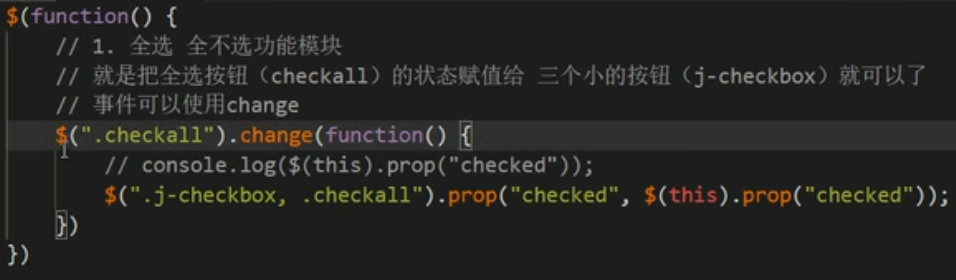 $(function() {
    // 1. 全选 全不选功能模块
    // 就是把全选按钮（checkall）的状态赋值给 三个小的按钮（j-checkbox）就可以了
    // 事件可以使用change
    $(".checkall").change(function() {
        // console.log($(this).prop("checked"));
        $(".j-checkbox, .checkall").prop("checked", $(this).prop("checked"));
    })
})